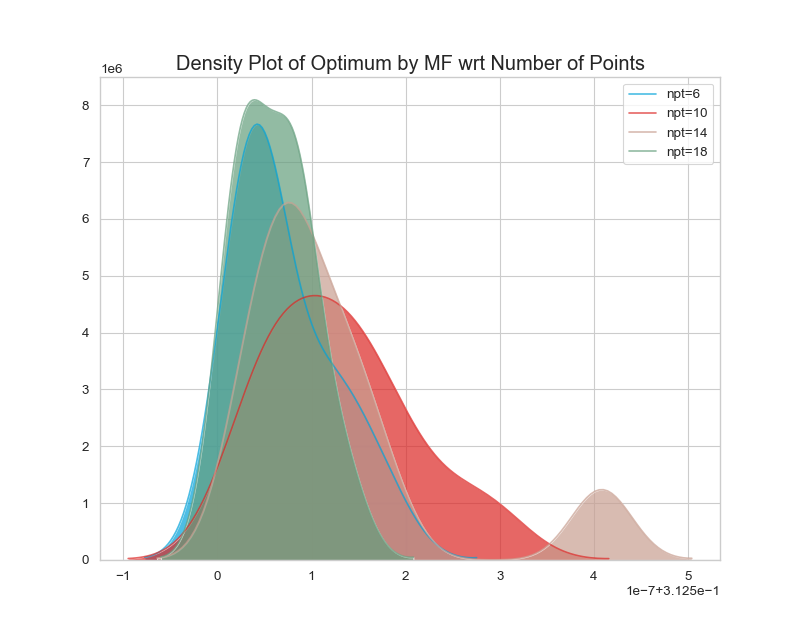 Density Plot of Optimum by MF wrt Number of Points
1e6
8
7
6
5
4
3
2
1
0
npt=6
npt=10
npt=14
npt=18
−1 0 1 2 3 4 5
1e−7+3.125e−1